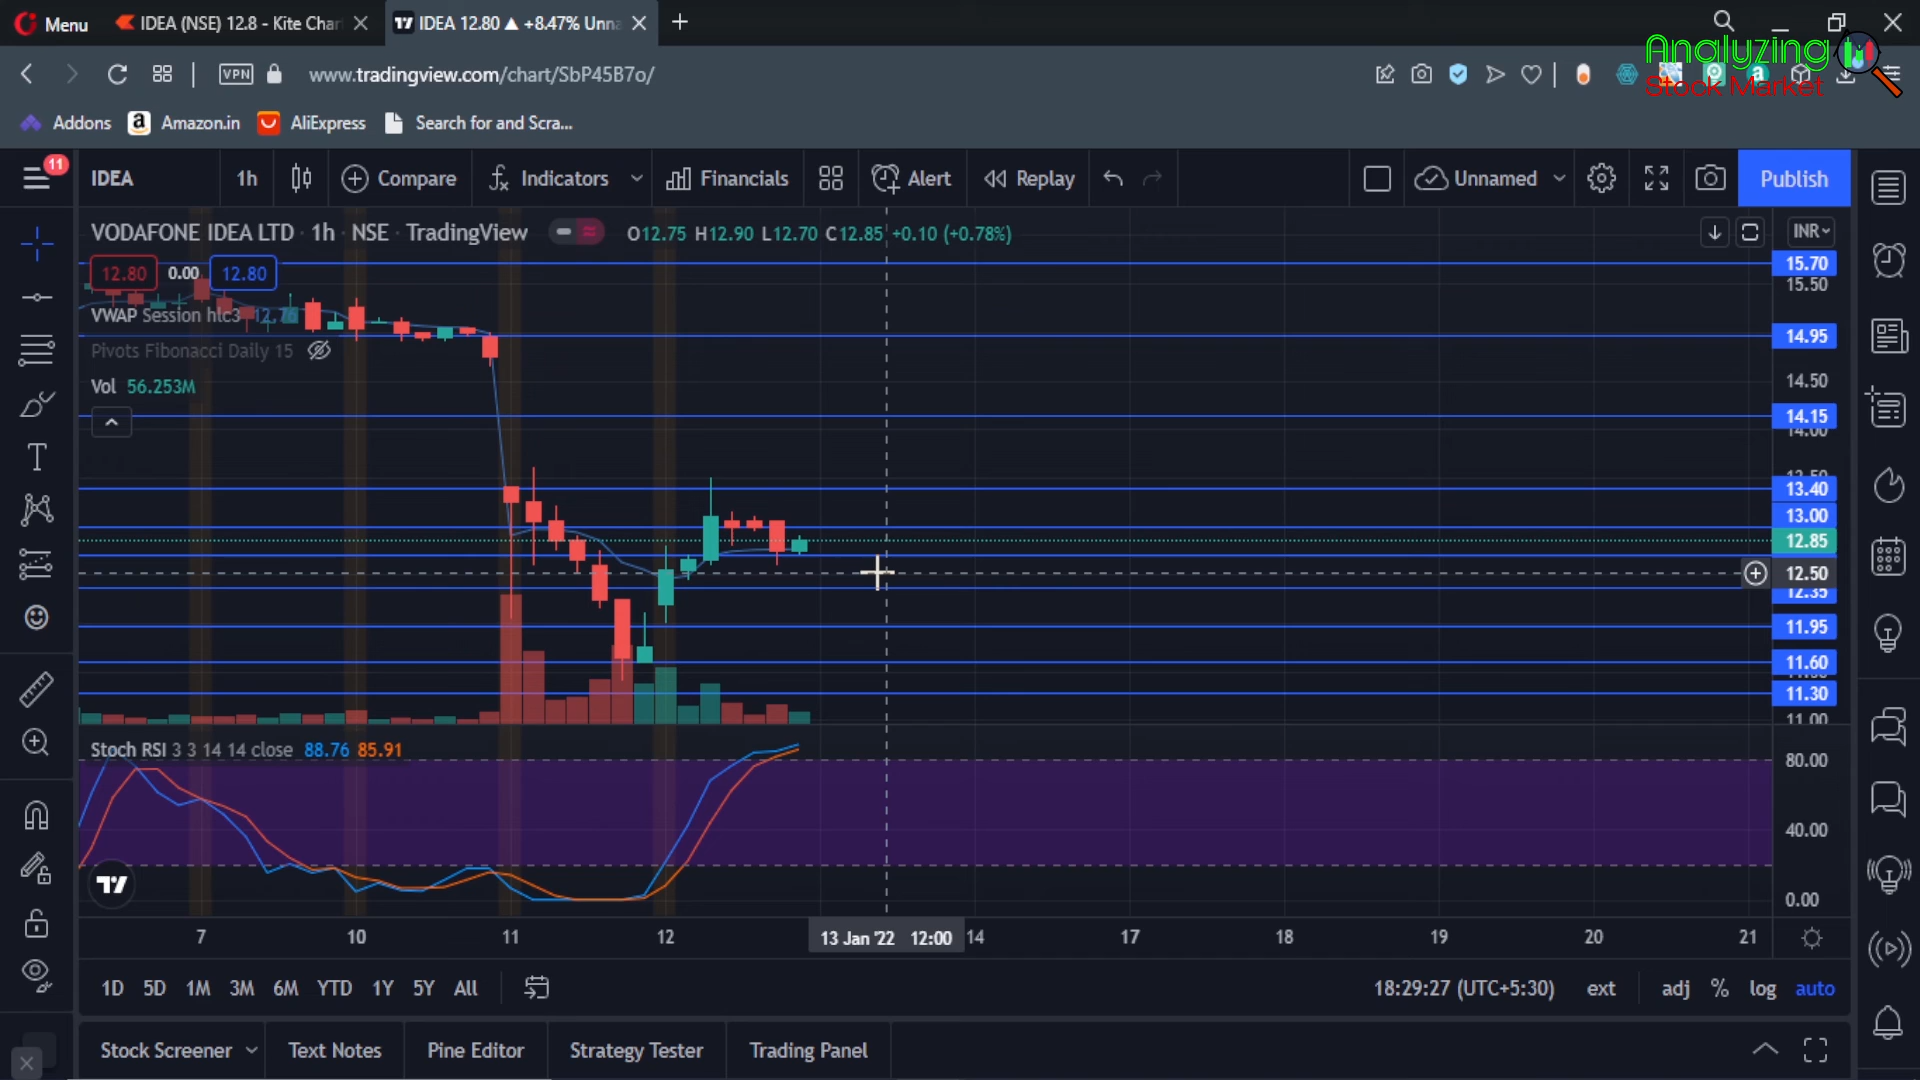 Menu
IDEA (NSE) 12.8 - Kite Char
IDEA 12.80 ▲ +8.47% Unna
Analyzing
Stock Market
VPN
www.tradingview.com/chart/SbP45B7o/
Addons
Amazon.in
AliExpress
Search for and Scra...
11
IDEA
1h
Compare
Indicators
Financials
Alert
Replay
Unnamed
Publish
VODAFONE IDEA LTD · 1h · NSE · TradingView
O12.75 H12.90 L12.70 C12.85 +0.10 (+0.78%)
INR
12.80 0.00 12.80
VWAP Session hlc3 12.76
Pivots Fibonacci Daily 15
Vol 56.253M
15.70
15.50
14.95
14.50
14.15
14.00
13.50
13.40
13.00
12.85
12.50
12.35
11.95
11.60
11.30
11.00
Stoch RSI 3 3 14 14 close 88.76 85.91
80.00
40.00
0.00
7 10 11 12 13 Jan '22 12:00 14 17 18 19 20 21
1D 5D 1M 3M 6M YTD 1Y 5Y All
18:29:27 (UTC+5:30) ext adj % log auto
Stock Screener Text Notes Pine Editor Strategy Tester Trading Panel